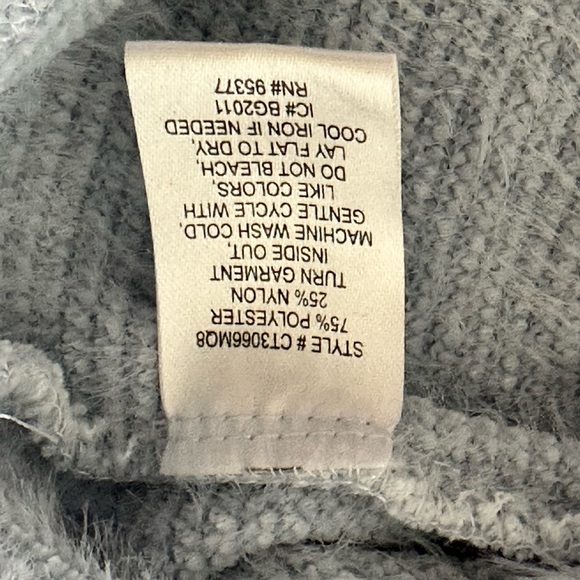 STYLE # CT3066MQ8
75% POLYESTER
25% NYLON
TURN GARMENT
INSIDE OUT,
MACHINE WASH COLD,
GENTLE CYCLE WITH
LIKE COLORS,
DO NOT BLEACH,
LAY FLAT TO DRY,
COOL IRON IF NEEDED
IC# BG2011
RN# 95377